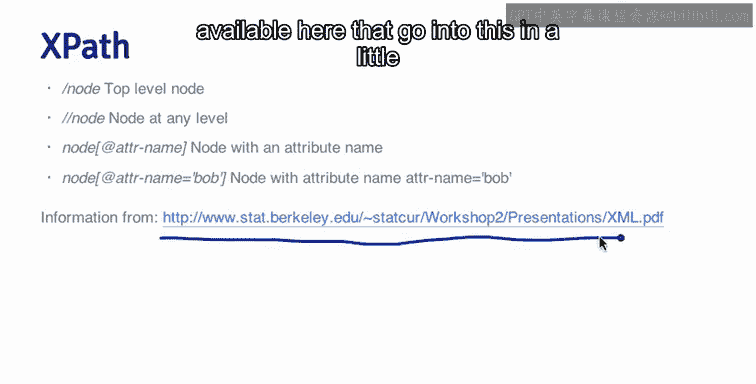 available here that go into this in a
little
XPath
· /node Top level node
· //node Node at any level
· node[@attr-name] Node with an attribute name
· node[@attr-name='bob'] Node with attribute name attr-name='bob'
Information from: http://www.stat.berkeley.edu/~statcur/Workshop2/Presentations/XML.pdf